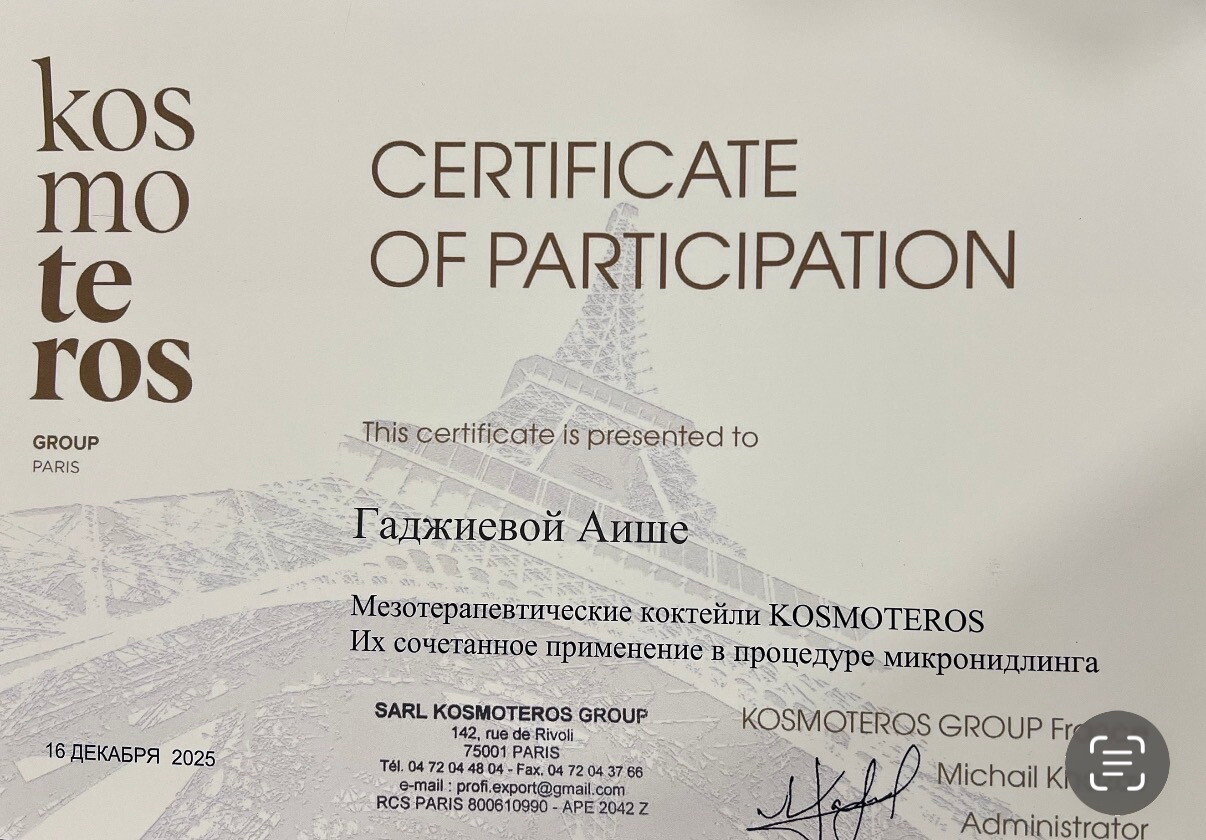 kos
mo
te
ros
GROUP
PARIS
CERTIFICATE
OF PARTICIPATION
This certificate is presented to
Гаджиевой Аише
Мезотерапевтические коктейли KOSMOTEROS
Их сочетанное применение в процедуре микронидлинга
16 ДЕКАБРЯ 2025
SARL KOSMOTEROS GROUP
142, rue de Rivoli
75001 PARIS
Tél. 04 72 04 48 04 - Fax. 04 72 04 37 66
e-mail : profi.export@gmail.com
RCS PARIS 800610990 - APE 2042 Z
KOSMOTEROS GROUP
Michail
Administrator